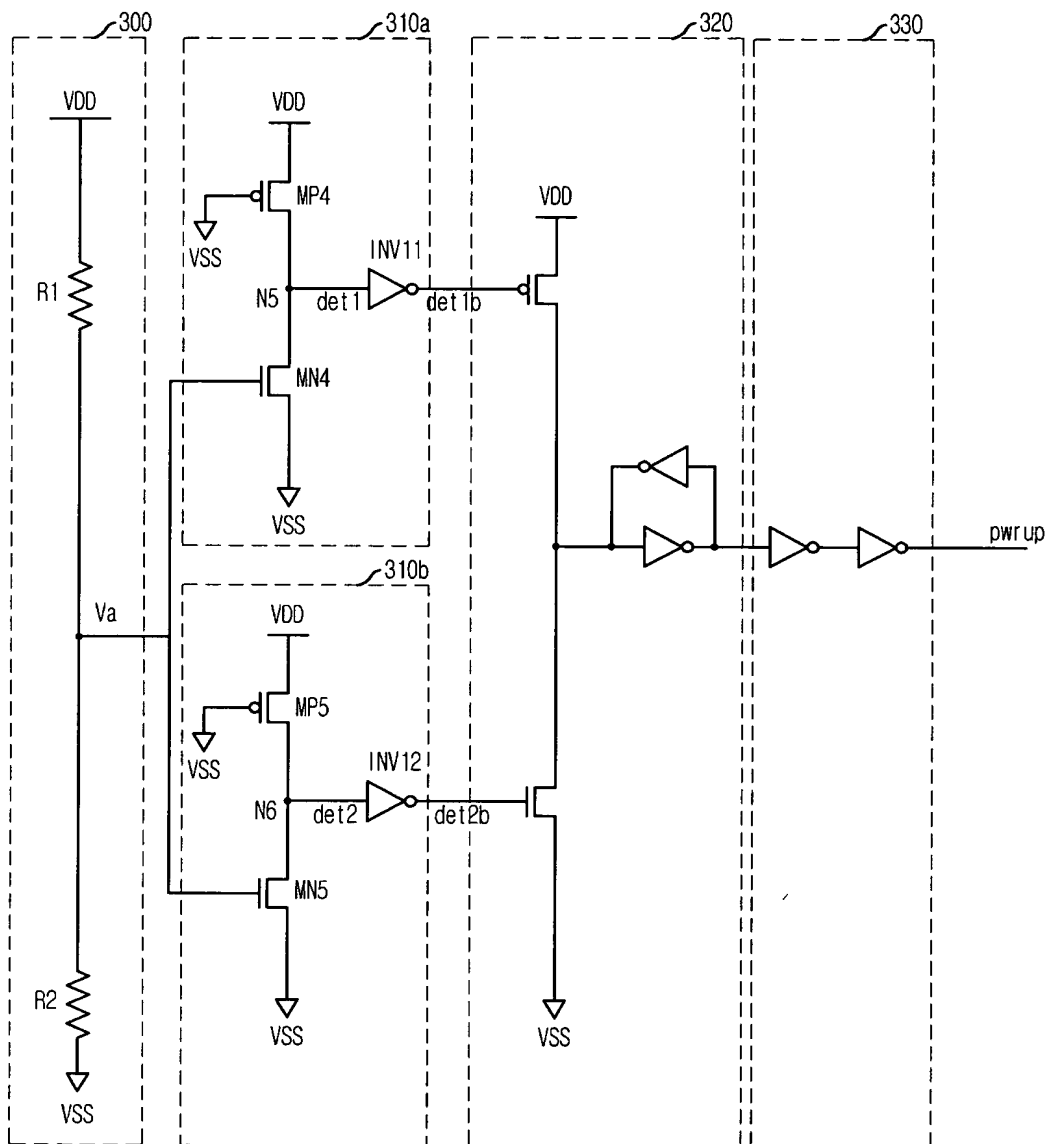 300
VDD
R1
Va
R2
VSS
310a
VDD
MP4
VSS
INV11
N5
det1
det1b
MN4
VSS
310b
VDD
MP5
VSS
INV12
N6
det2
det2b
MN5
VSS
320
VDD
VSS
330
pwrup